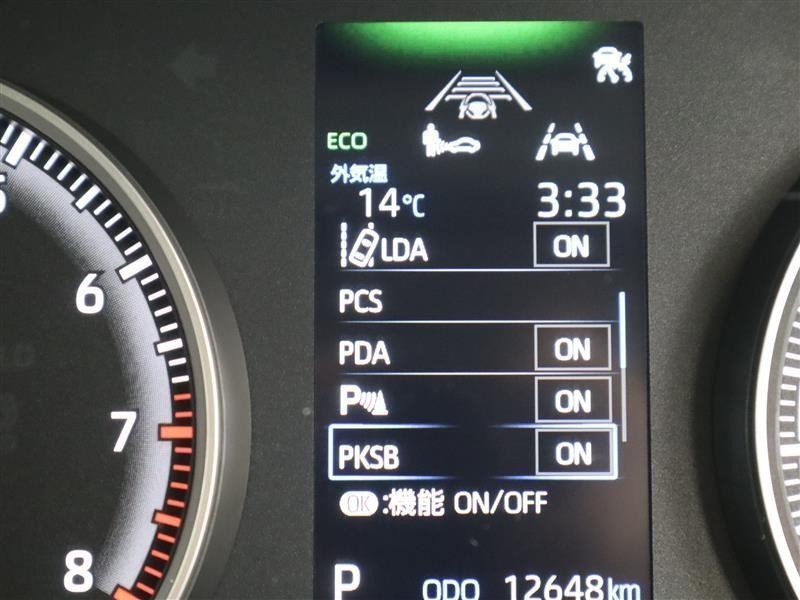 ECO
外気温
14℃ 3:33
LDA ON
PCS
PDA ON
P ON
PKSB ON
OK:機能 ON/OFF
P ODO 12648km
6
7
8